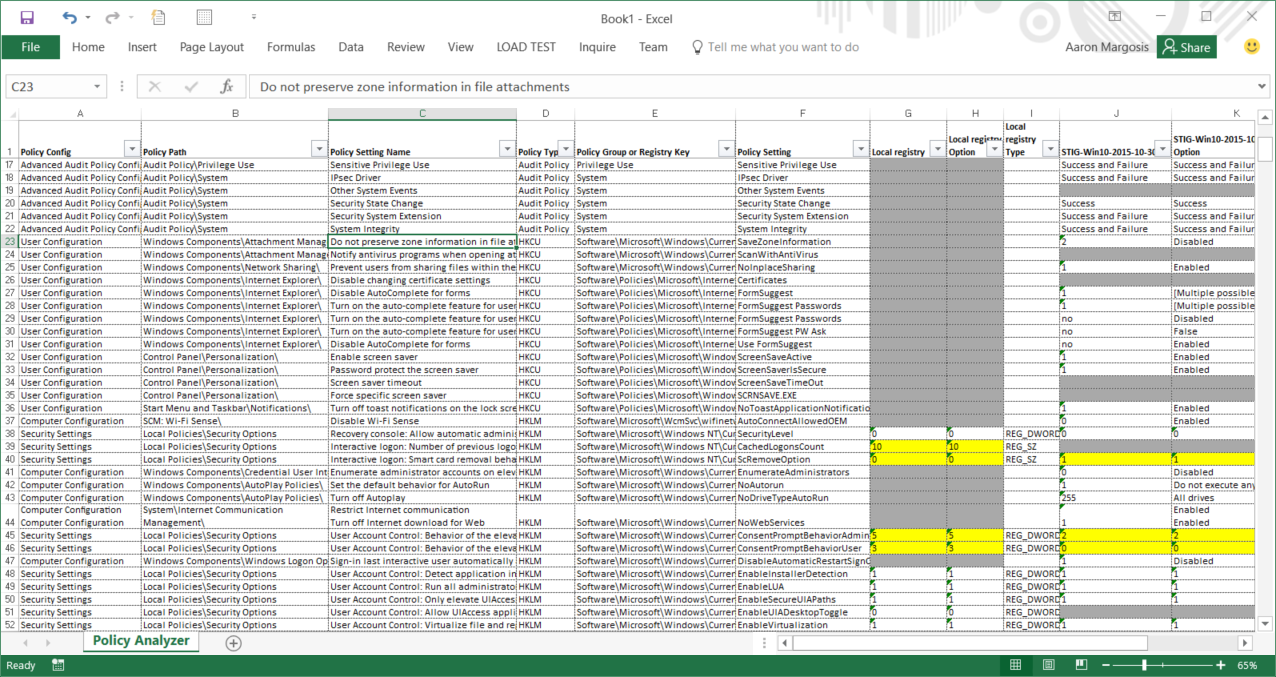 Book1 - Excel
File Home Insert Page Layout Formulas Data Review View LOAD TEST Inquire Team Tell me what you want to do Aaron Margosis Share
C23 fx Do not preserve zone information in file attachments
A B C D E F G H I J K
1 Policy Config Policy Path Policy Setting Name Policy Typ Policy Group or Registry Key Policy Setting Local registry Local registry Option Local registry Type STIG-Win10-2015-10-30 STIG-Win10-2015-10- Option
17 Advanced Audit Policy Confi Audit Policy\Privilege Use Sensitive Privilege Use Audit Policy Privilege Use Sensitive Privilege Use Success and Failure Success and Failur
18 Advanced Audit Policy Confi Audit Policy\System IPsec Driver Audit Policy System IPsec Driver Success and Failure Success and Failur
19 Advanced Audit Policy Confi Audit Policy\System Other System Events Audit Policy System Other System Events
20 Advanced Audit Policy Confi Audit Policy\System Security State Change Audit Policy System Security State Change Success Success
21 Advanced Audit Policy Confi Audit Policy\System Security System Extension Audit Policy System Security System Extension Success and Failure Success and Failur
22 Advanced Audit Policy Confi Audit Policy\System System Integrity Audit Policy System System Integrity Success and Failure Success and Failur
23 User Configuration Windows Components\Attachment Manag Do not preserve zone information in file at HKCU Software\Microsoft\Windows\Curren SaveZoneInformation 2 Disabled
24 User Configuration Windows Components\Attachment Manag Notify antivirus programs when opening at HKCU Software\Microsoft\Windows\Curren ScanWithAntiVirus
25 User Configuration Windows Components\Network Sharing\ Prevent users from sharing files within the HKCU Software\Microsoft\Windows\Curren NoInplaceSharing 1 Enabled
26 User Configuration Windows Components\Internet Explorer\ Disable changing certificate settings HKCU Software\Policies\Microsoft\Interne Certificates
27 User Configuration Windows Components\Internet Explorer\ Disable AutoComplete for forms HKCU Software\Policies\Microsoft\Interne FormSuggest 1 [Multiple possible
28 User Configuration Windows Components\Internet Explorer\ Turn on the auto-complete feature for user HKCU Software\Policies\Microsoft\Interne FormSuggest Passwords 1 [Multiple possible
29 User Configuration Windows Components\Internet Explorer\ Turn on the auto-complete feature for user HKCU Software\Policies\Microsoft\Interne FormSuggest Passwords no Disabled
30 User Configuration Windows Components\Internet Explorer\ Turn on the auto-complete feature for user HKCU Software\Policies\Microsoft\Interne FormSuggest PW Ask no False
31 User Configuration Windows Components\Internet Explorer\ Disable AutoComplete for forms HKCU Software\Policies\Microsoft\Interne Use FormSuggest no Enabled
32 User Configuration Control Panel\Personalization\ Enable screen saver HKCU Software\Policies\Microsoft\Window ScreenSaveActive 1 Enabled
33 User Configuration Control Panel\Personalization\ Password protect the screen saver HKCU Software\Policies\Microsoft\Window ScreenSaverIsSecure 1 Enabled
34 User Configuration Control Panel\Personalization\ Screen saver timeout HKCU Software\Policies\Microsoft\Window ScreenSaveTimeOut
35 User Configuration Control Panel\Personalization\ Force specific screen saver HKCU Software\Policies\Microsoft\Window SCRNSAVE.EXE
36 User Configuration Start Menu and Taskbar\Notifications\ Turn off toast notifications on the lock scre HKCU Software\Policies\Microsoft\Window NoToastApplicationNotificatio 1 Enabled
37 Computer Configuration SCM: Wi-Fi Sense\ Disable Wi-Fi Sense HKLM Software\Microsoft\WcmSvc\wifinetw AutoConnectAllowedOEM 0 Enabled
38 Security Settings Local Policies\Security Options Recovery console: Allow automatic adminis HKLM Software\Microsoft\Windows NT\Cur SecurityLevel 0 0 REG_DWORD 0 0
39 Security Settings Local Policies\Security Options Interactive logon: Number of previous logo HKLM Software\Microsoft\Windows NT\Cur CachedLogonsCount 10 10 REG_SZ
40 Security Settings Local Policies\Security Options Interactive logon: Smart card removal beha HKLM Software\Microsoft\Windows NT\Cur ScRemoveOption 0 0 REG_SZ 1 1
41 Computer Configuration Windows Components\Credential User Int Enumerate administrator accounts on elev HKLM Software\Microsoft\Windows\Curren EnumerateAdministrators 0 Disabled
42 Computer Configuration Windows Components\AutoPlay Policies\ Set the default behavior for AutoRun HKLM Software\Microsoft\Windows\Curren NoAutorun 1 Do not execute any
43 Computer Configuration Windows Components\AutoPlay Policies\ Turn off Autoplay HKLM Software\Microsoft\Windows\Curren NoDriveTypeAutoRun 255 All drives
Computer Configuration System\Internet Communication Restrict Internet communication Enabled
44 Computer Configuration Management\ Turn off Internet download for Web HKLM Software\Microsoft\Windows\Curren NoWebServices 1 Enabled
45 Security Settings Local Policies\Security Options User Account Control: Behavior of the eleva HKLM Software\Microsoft\Windows\Curren ConsentPromptBehaviorAdmin 5 5 REG_DWORD 2 2
46 Security Settings Local Policies\Security Options User Account Control: Behavior of the eleva HKLM Software\Microsoft\Windows\Curren ConsentPromptBehaviorUser 3 3 REG_DWORD 0 0
47 Computer Configuration Windows Components\Windows Logon Op Sign-in last interactive user automatically HKLM Software\Microsoft\Windows\Curren DisableAutomaticRestartSignO 1 Disabled
48 Security Settings Local Policies\Security Options User Account Control: Detect application in HKLM Software\Microsoft\Windows\Curren EnableInstallerDetection 1 1 REG_DWORD 1 1
49 Security Settings Local Policies\Security Options User Account Control: Run all administrato HKLM Software\Microsoft\Windows\Curren EnableLUA 1 1 REG_DWORD 1 1
50 Security Settings Local Policies\Security Options User Account Control: Only elevate UIAcces HKLM Software\Microsoft\Windows\Curren EnableSecureUIAPaths 1 1 REG_DWORD 1 1
51 Security Settings Local Policies\Security Options User Account Control: Allow UIAccess appli HKLM Software\Microsoft\Windows\Curren EnableUIADesktopToggle 0 0 REG_DWORD
52 Security Settings Local Policies\Security Options User Account Control: Virtualize file and re HKLM Software\Microsoft\Windows\Curren EnableVirtualization 1 1 REG_DWORD 1 1
Policy Analyzer
Ready 65%